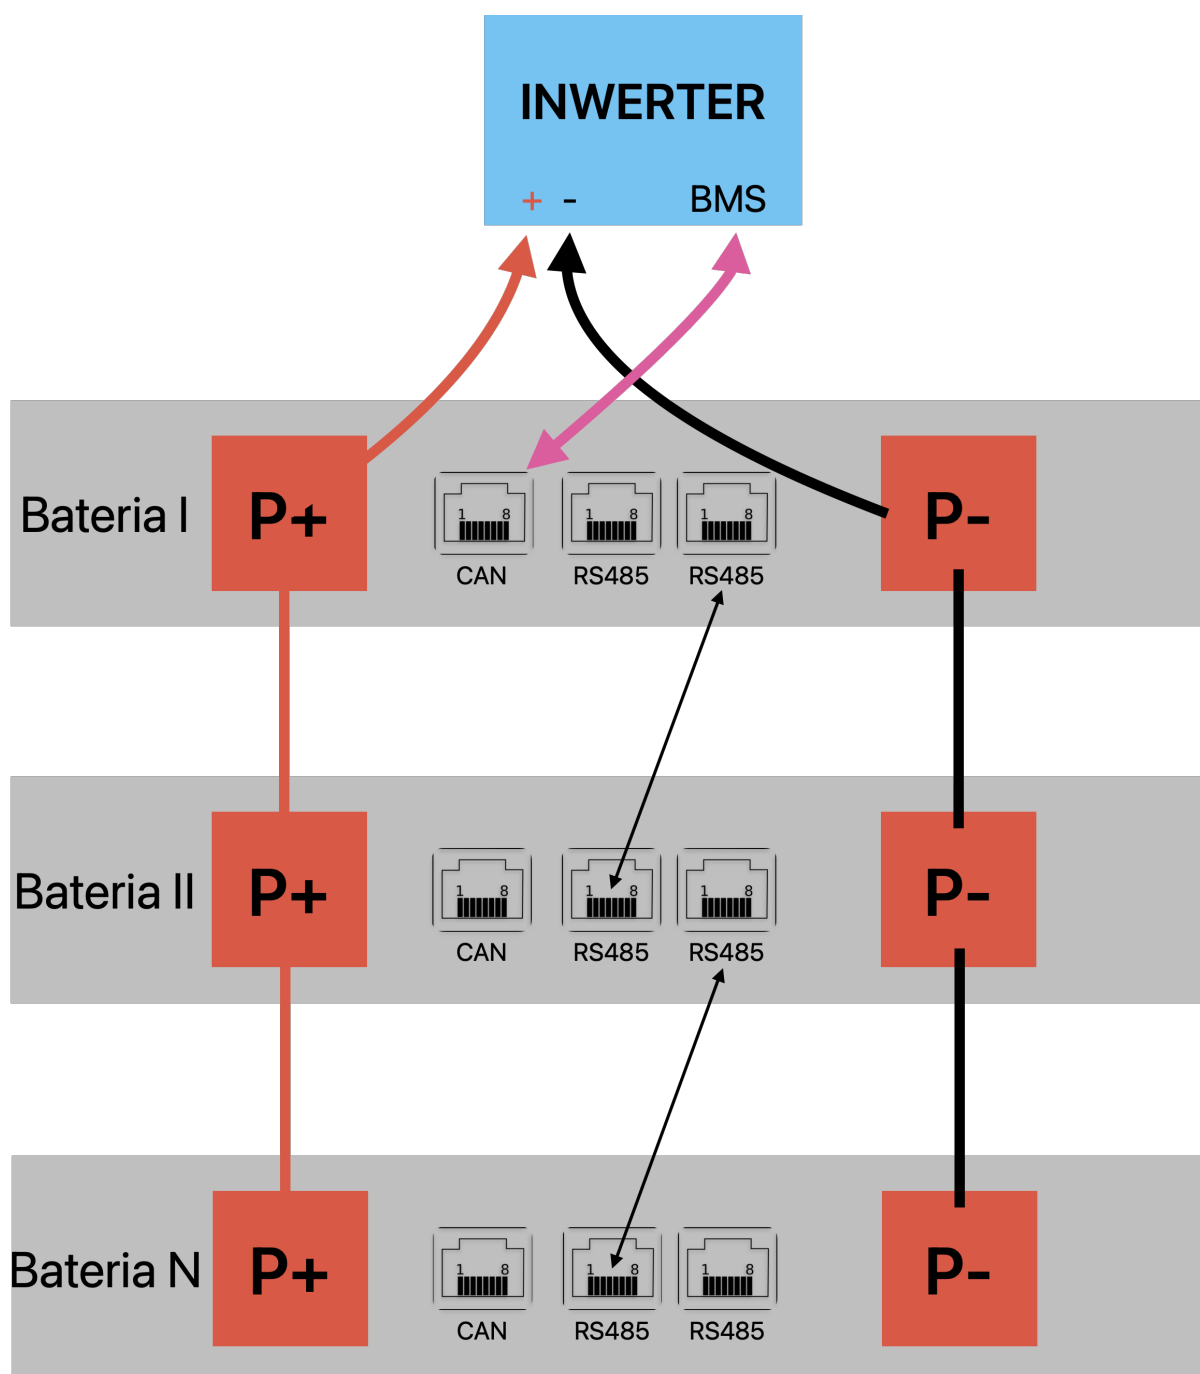 INWERTER
+ - BMS
Bateria I P+ 1 8 1 8 1 8 P-
CAN RS485 RS485
Bateria II P+ 1 8 1 8 1 8 P-
CAN RS485 RS485
Bateria N P+ 1 8 1 8 1 8 P-
CAN RS485 RS485